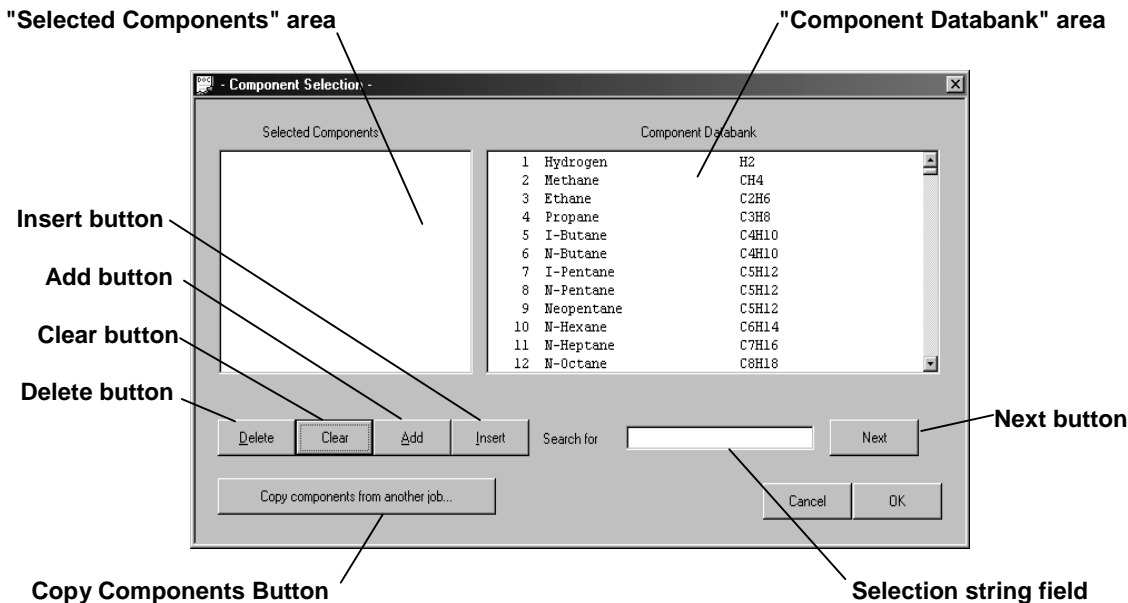 "Selected Components" area
"Component Databank" area
DOC
- Component Selection -
Selected Components
Component Databank
1 Hydrogen H2
2 Methane CH4
3 Ethane C2H6
4 Propane C3H8
5 I-Butane C4H10
6 N-Butane C4H10
7 I-Pentane C5H12
8 N-Pentane C5H12
9 Neopentane C5H12
10 N-Hexane C6H14
11 N-Heptane C7H16
12 N-Octane C8H18
Insert button
Add button
Clear button
Delete button
Delete Clear Add Insert Search for Next
Next button
Copy components from another job...
Cancel OK
Copy Components Button
Selection string field